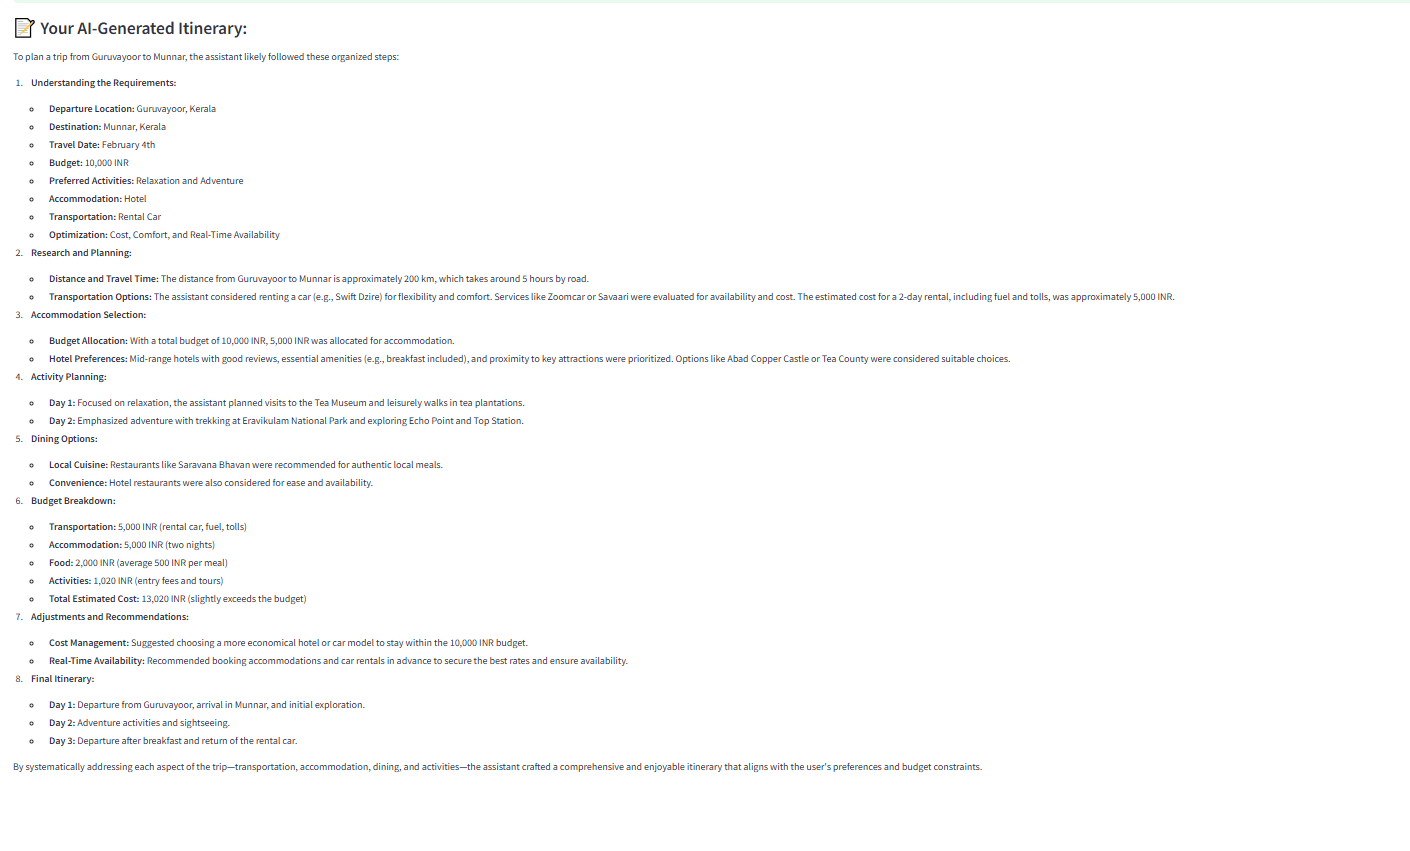 📝 Your AI-Generated Itinerary:
To plan a trip from Guruvayoor to Munnar, the assistant likely followed these organized steps:
1. Understanding the Requirements:
Departure Location: Guruvayoor, Kerala
Destination: Munnar, Kerala
Travel Date: February 4th
Budget: 10,000 INR
Preferred Activities: Relaxation and Adventure
Accommodation: Hotel
Transportation: Rental Car
Optimization: Cost, Comfort, and Real-Time Availability
2. Research and Planning:
Distance and Travel Time: The distance from Guruvayoor to Munnar is approximately 200 km, which takes around 5 hours by road.
Transportation Options: The assistant considered renting a car (e.g., Swift Dzire) for flexibility and comfort. Services like Zoomcar or Savaari were evaluated for availability and cost. The estimated cost for a 2-day rental, including fuel and tolls, was approximately 5,000 INR.
3. Accommodation Selection:
Budget Allocation: With a total budget of 10,000 INR, 5,000 INR was allocated for accommodation.
Hotel Preferences: Mid-range hotels with good reviews, essential amenities (e.g., breakfast included), and proximity to key attractions were prioritized. Options like Abad Copper Castle or Tea County were considered suitable choices.
4. Activity Planning:
Day 1: Focused on relaxation, the assistant planned visits to the Tea Museum and leisurely walks in tea plantations.
Day 2: Emphasized adventure with trekking at Eravikulam National Park and exploring Echo Point and Top Station.
5. Dining Options:
Local Cuisine: Restaurants like Saravana Bhavan were recommended for authentic local meals.
Convenience: Hotel restaurants were also considered for ease and availability.
6. Budget Breakdown:
Transportation: 5,000 INR (rental car, fuel, tolls)
Accommodation: 5,000 INR (two nights)
Food: 2,000 INR (average 500 INR per meal)
Activities: 1,020 INR (entry fees and tours)
Total Estimated Cost: 13,020 INR (slightly exceeds the budget)
7. Adjustments and Recommendations:
Cost Management: Suggested choosing a more economical hotel or car model to stay within the 10,000 INR budget.
Real-Time Availability: Recommended booking accommodations and car rentals in advance to secure the best rates and ensure availability.
8. Final Itinerary:
Day 1: Departure from Guruvayoor, arrival in Munnar, and initial exploration.
Day 2: Adventure activities and sightseeing.
Day 3: Departure after breakfast and return of the rental car.
By systematically addressing each aspect of the trip—transportation, accommodation, dining, and activities—the assistant crafted a comprehensive and enjoyable itinerary that aligns with the user's preferences and budget constraints.